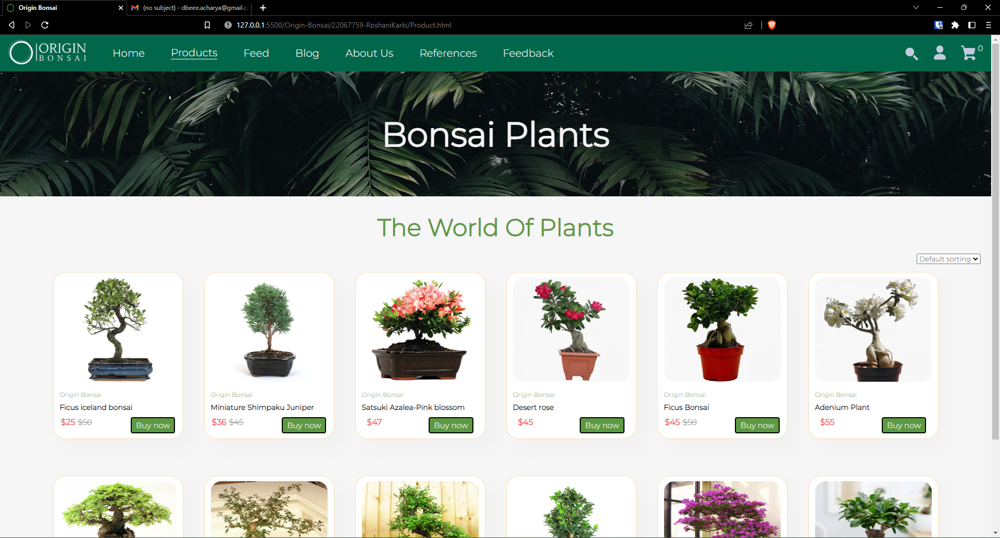 Origin Bonsai
(no subject) - dbeee.acharya@gmail.co
127.0.0.1:5500/Origin-Bonsai/22067759-RoshaniKarki/Product.html
ORIGIN
BONSAI
Home
Products
Feed
Blog
About Us
References
Feedback
0
Bonsai Plants
The World Of Plants
Default sorting
Origin Bonsai
Ficus iceland bonsai
$25 $50
Buy now
Origin Bonsai
Miniature Shimpaku Juniper
$36 $45
Buy now
Origin Bonsai
Satsuki Azalea-Pink blossom
$47
Buy now
Origin Bonsai
Desert rose
$45
Buy now
Origin Bonsai
Ficus Bonsai
$45 $50
Buy now
Origin Bonsai
Adenium Plant
$55
Buy now